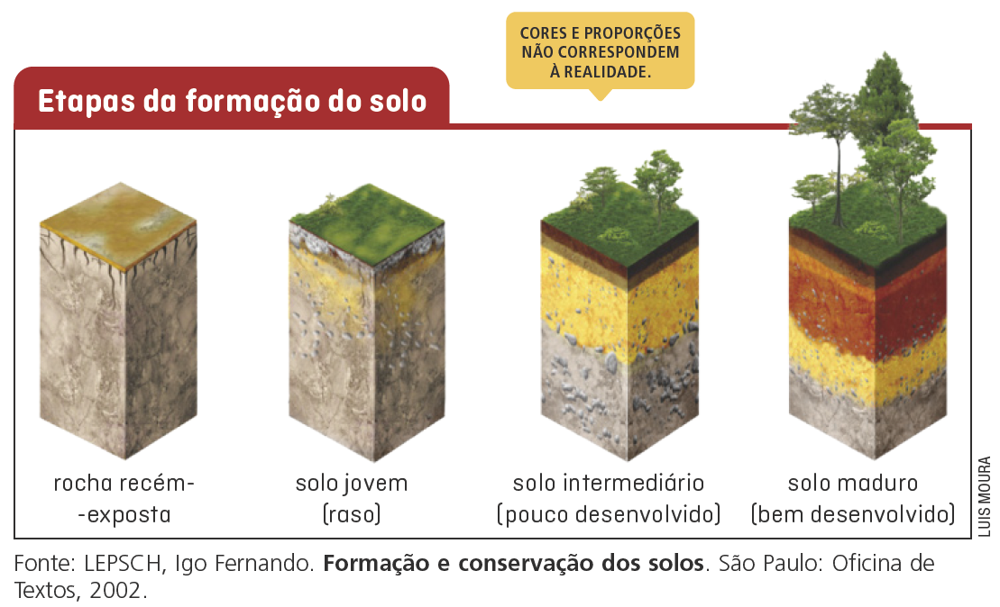 CORES E PROPORÇÕES
NÃO CORRESPONDEM
À REALIDADE.
Etapas da formação do solo
rocha recém-
-exposta
solo jovem
(raso)
solo intermediário
(pouco desenvolvido)
solo maduro
(bem desenvolvido)
LUIS MOURA
Fonte: LEPSCH, Igo Fernando. Formação e conservação dos solos. São Paulo: Oficina de
Textos, 2002.